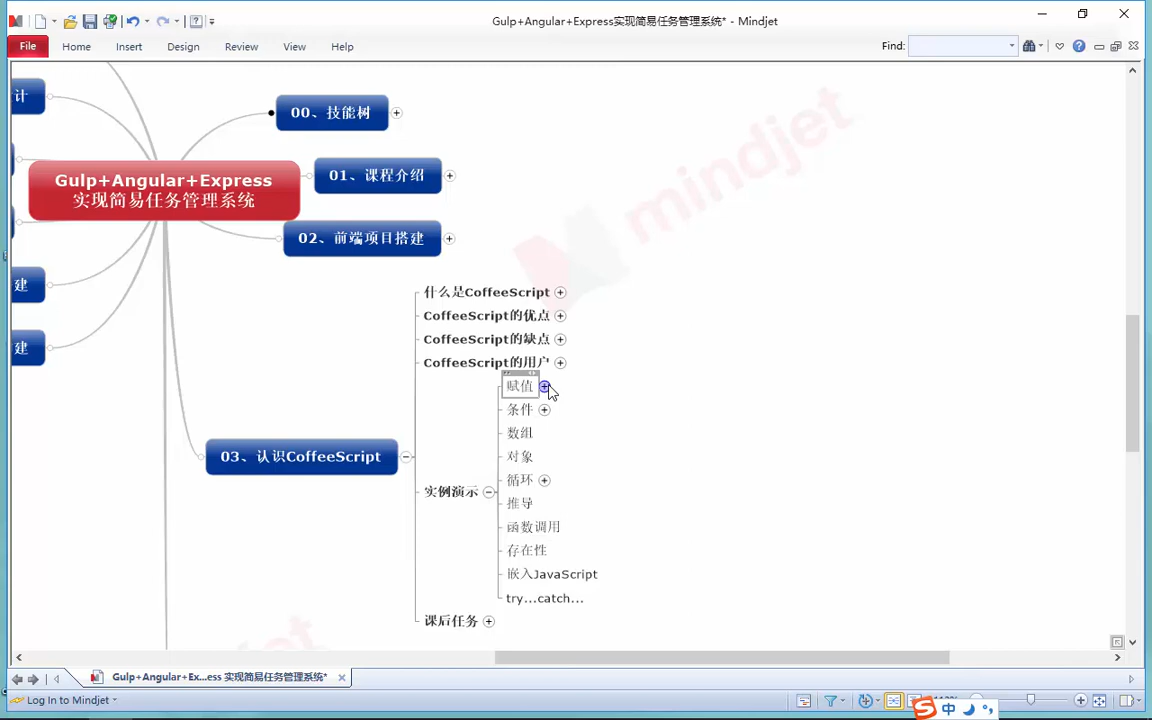 Gulp+Angular+Express实现简易任务管理系统* - Mindjet
File Home Insert Design Review View Help Find:
计
00、技能树
mindjet
Gulp+Angular+Express
实现简易任务管理系统
01、课程介绍
02、前端项目搭建
建
建
什么是CoffeeScript
CoffeeScript的优点
CoffeeScript的缺点
CoffeeScript的用户
赋值
条件
数组
对象
03、认识CoffeeScript
循环
实例演示
推导
函数调用
存在性
嵌入JavaScript
try...catch...
课后任务
Gulp+Angular+Ex...ess 实现简易任务管理系统*
Log In to Mindjet
中